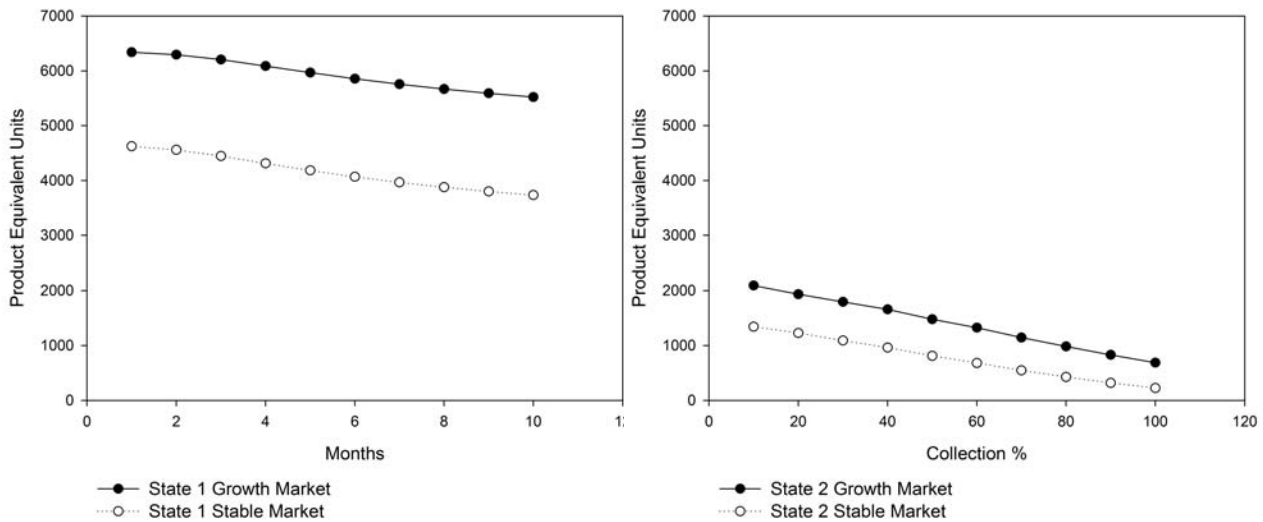 Product Equivalent Units
7000
6000
5000
4000
3000
2000
1000
0
0 2 4 6 8 10
Months
State 1 Growth Market
State 1 Stable Market
Product Equivalent Units
7000
6000
5000
4000
3000
2000
1000
0
0 20 40 60 80 100 120
Collection %
State 2 Growth Market
State 2 Stable Market